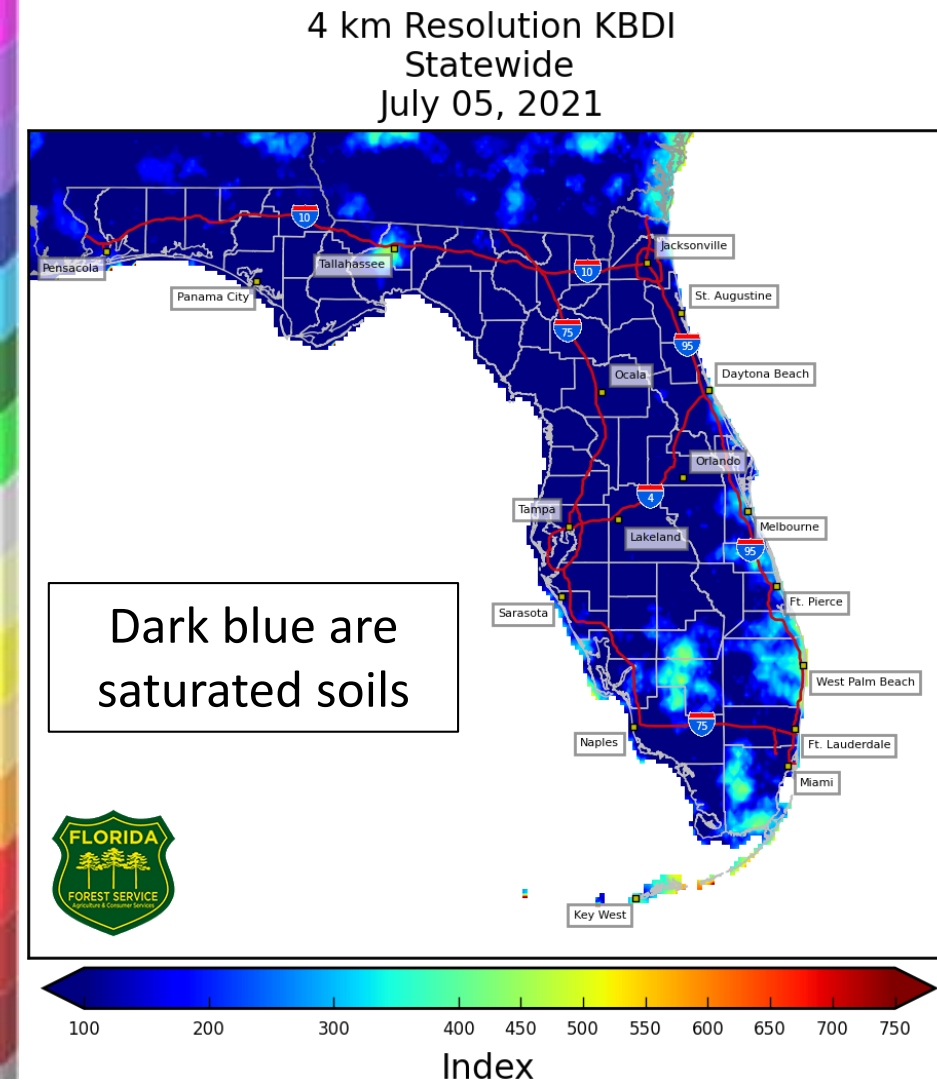 4 km Resolution KBDI
Statewide
July 05, 2021
10
Jacksonville
Pensacola
Tallahassee
10
Panama City
St. Augustine
75
95
Ocala
Daytona Beach
Orlando
4
Tampa
Melbourne
Lakeland
95
Ft. Pierce
Sarasota
Dark blue are
saturated soils
West Palm Beach
75
Naples
Ft. Lauderdale
Miami
FLORIDA
FOREST SERVICE
Agriculture & Consumer Services
Key West
100 200 300 400 450 500 550 600 650 700 750
Index